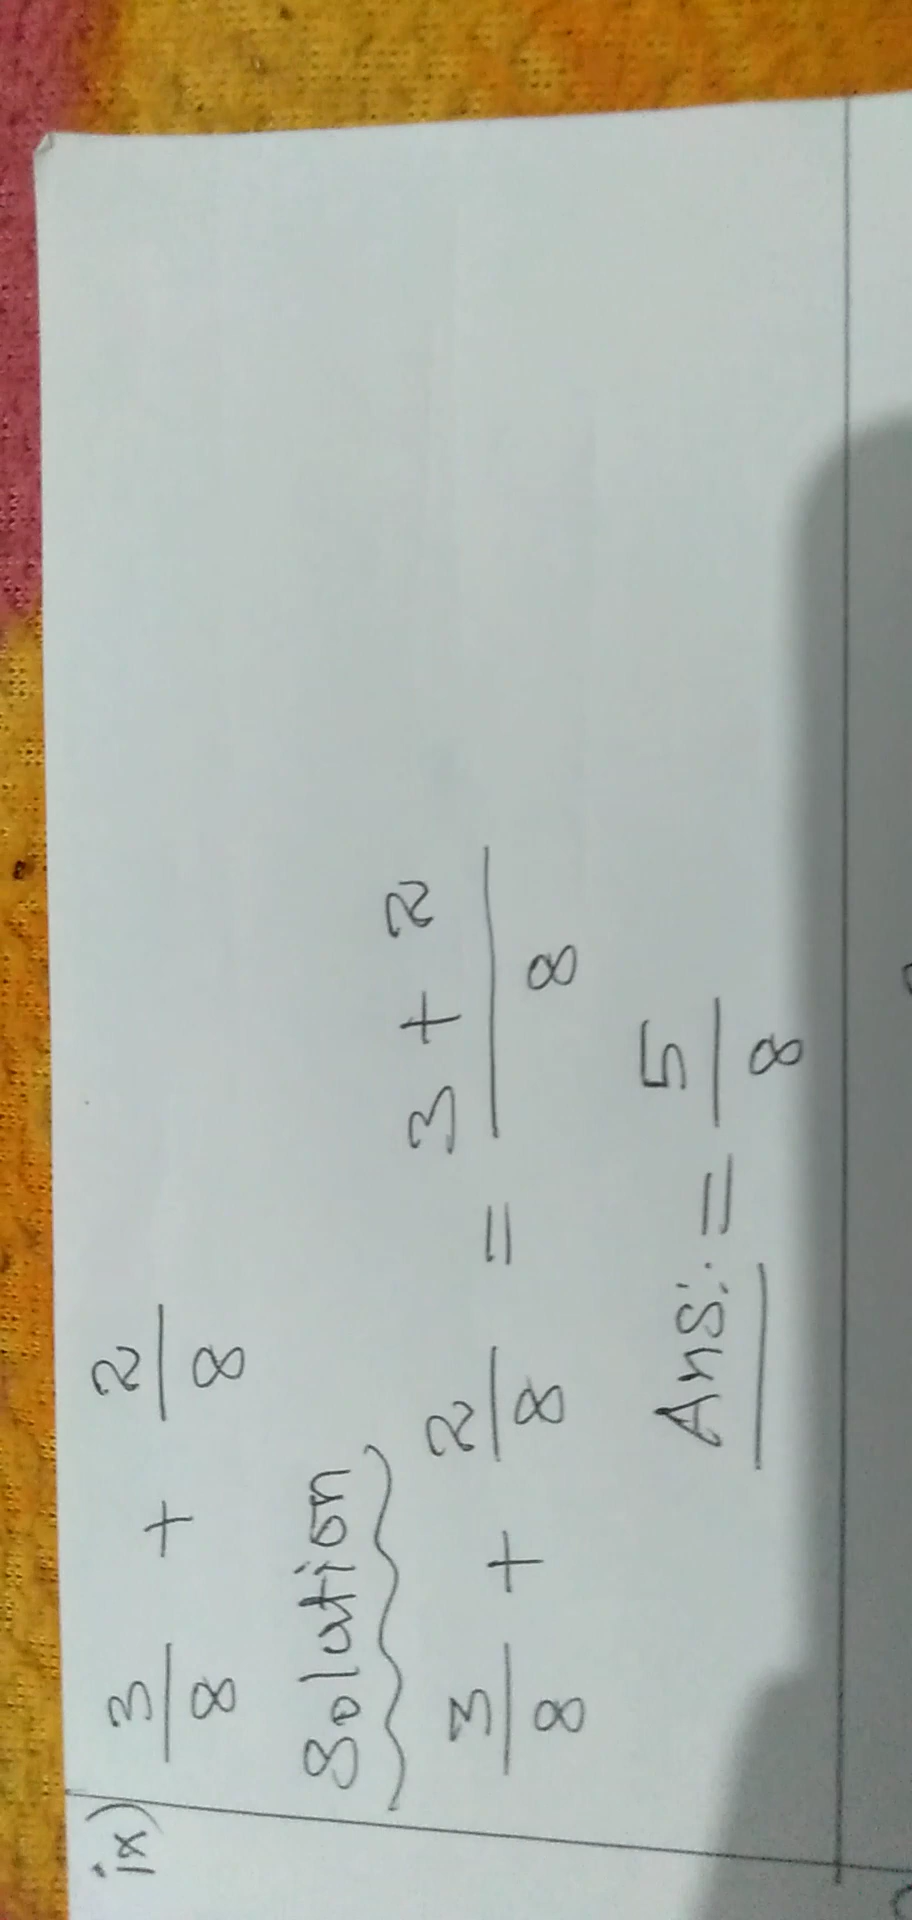 ix) 3/8 + 2/8
Solution
3/8 + 2/8 = 3 + 2/8
Ans: = 5/8